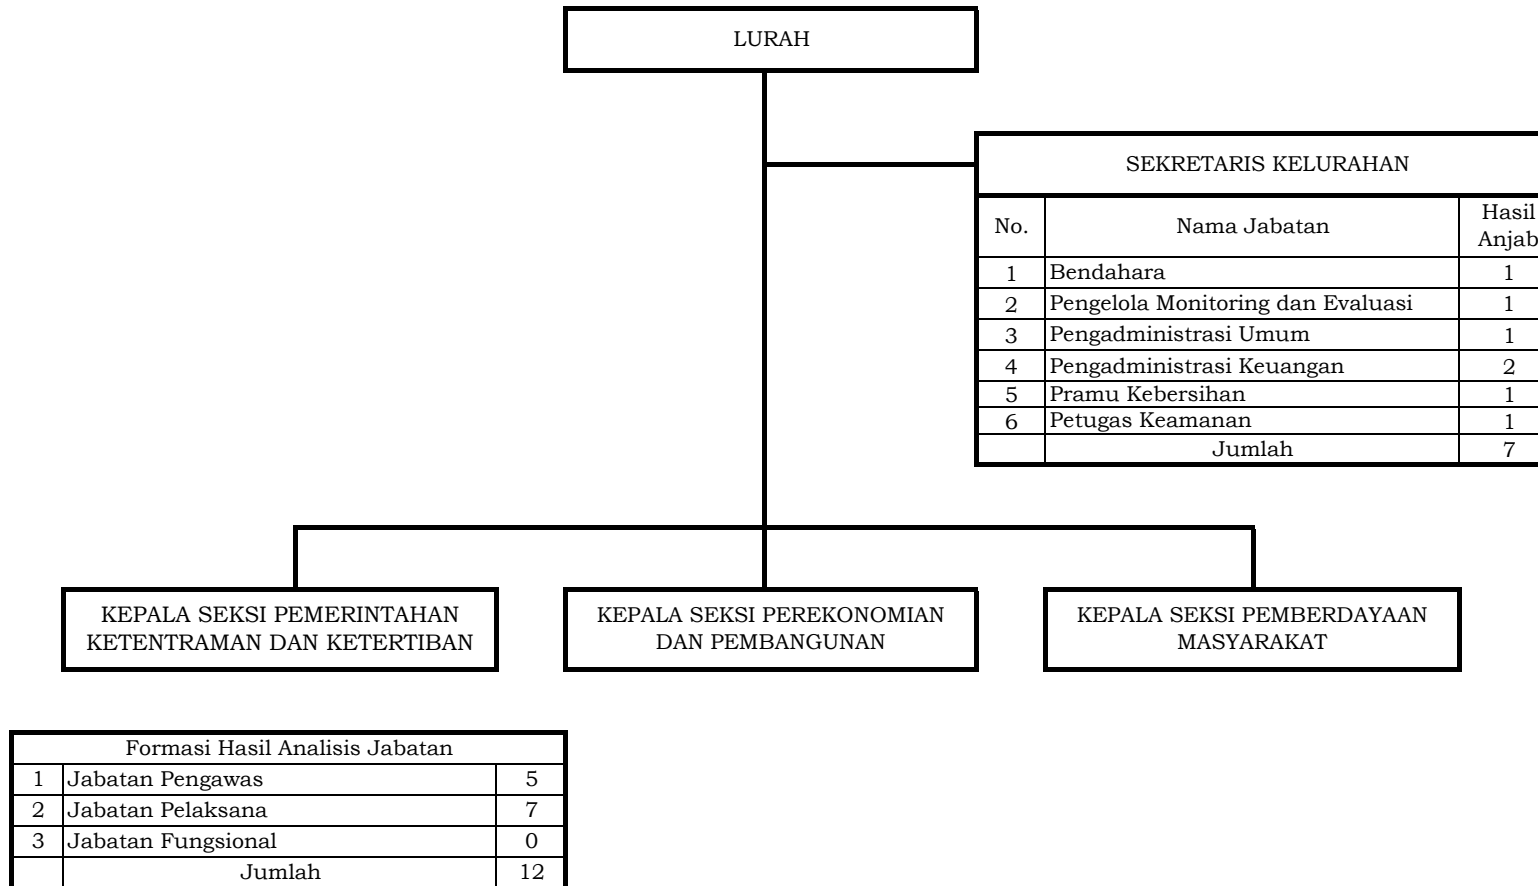 LURAH
SEKRETARIS KELURAHAN
No. Nama Jabatan Hasil
Anjab
1 Bendahara 1
2 Pengelola Monitoring dan Evaluasi 1
3 Pengadministrasi Umum 1
4 Pengadministrasi Keuangan 2
5 Pramu Kebersihan 1
6 Petugas Keamanan 1
Jumlah 7
KEPALA SEKSI PEMERINTAHAN
KETENTRAMAN DAN KETERTIBAN
KEPALA SEKSI PEREKONOMIAN
DAN PEMBANGUNAN
KEPALA SEKSI PEMBERDAYAAN
MASYARAKAT
Formasi Hasil Analisis Jabatan
1 Jabatan Pengawas 5
2 Jabatan Pelaksana 7
3 Jabatan Fungsional 0
Jumlah 12